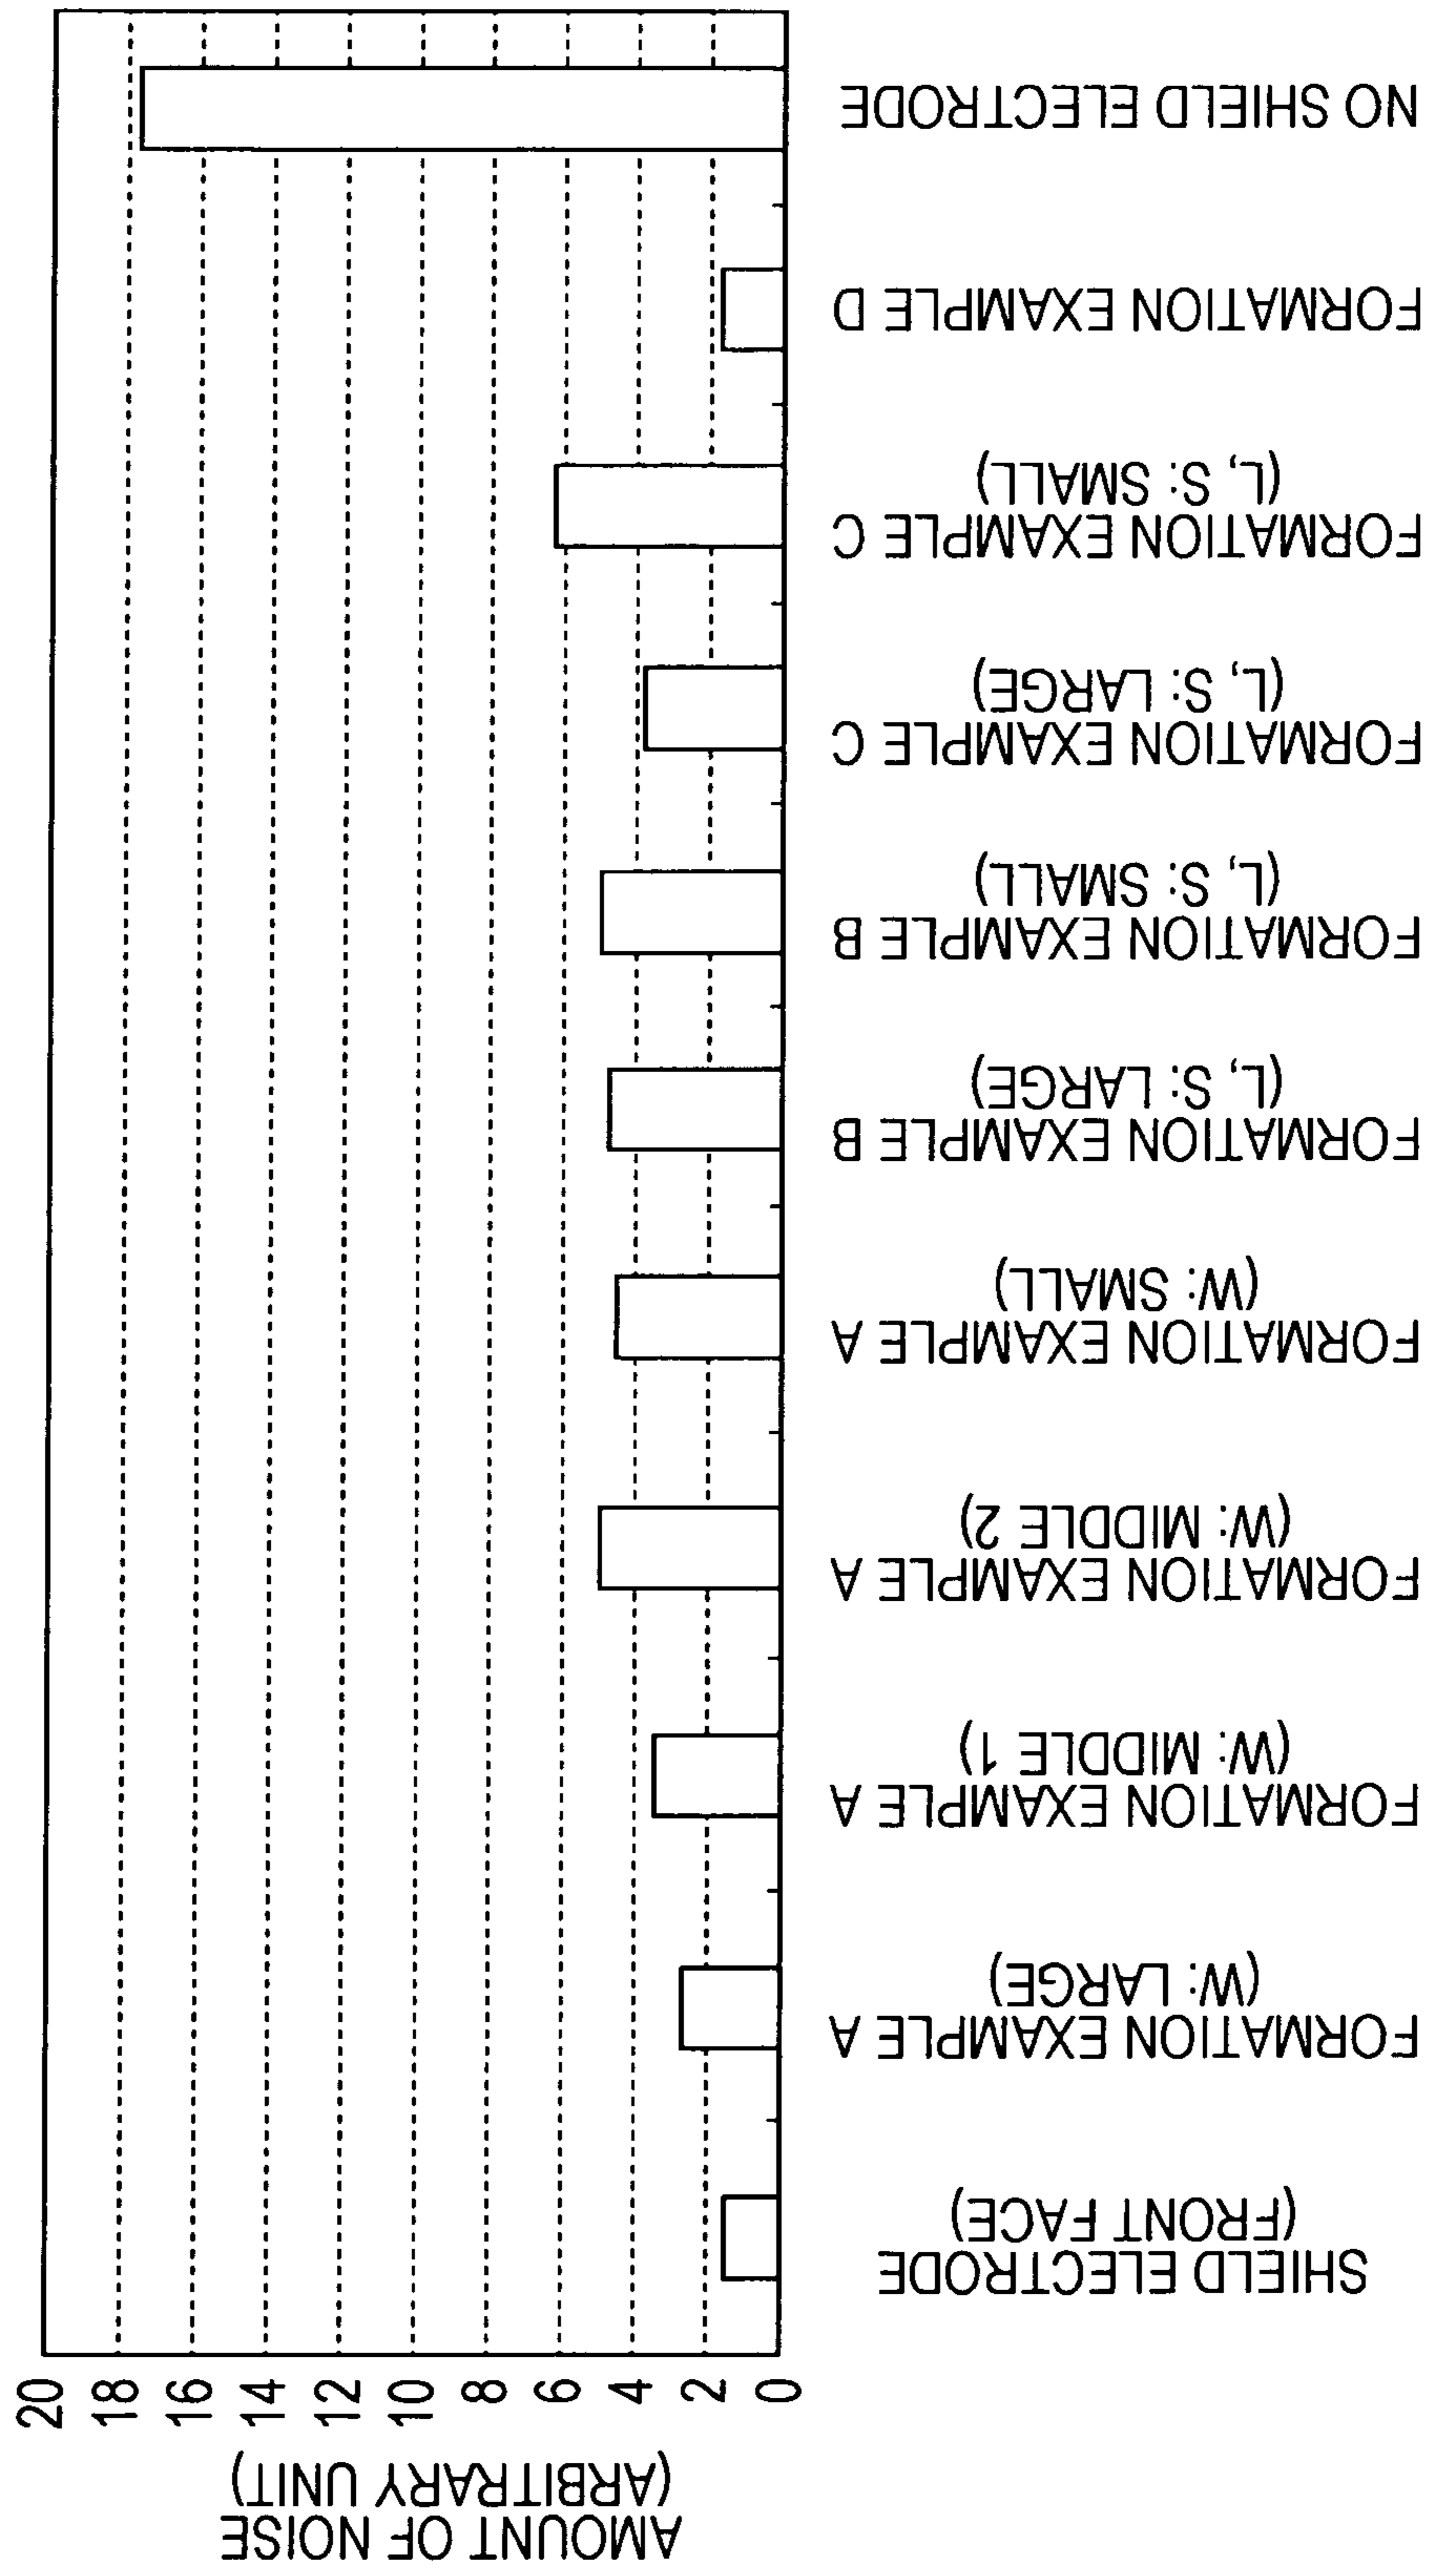 AMOUNT OF NOISE
(ARBITRARY UNIT)
20
18
16
14
12
10
8
6
4
2
0
SHIELD ELECTRODE
(FRONT FACE)
FORMATION EXAMPLE A
(W: LARGE)
FORMATION EXAMPLE A
(W: MIDDLE 1)
FORMATION EXAMPLE A
(W: MIDDLE 2)
FORMATION EXAMPLE A
(W: SMALL)
FORMATION EXAMPLE B
(L, S: LARGE)
FORMATION EXAMPLE B
(L, S: SMALL)
FORMATION EXAMPLE C
(L, S: LARGE)
FORMATION EXAMPLE C
(L, S: SMALL)
FORMATION EXAMPLE D
NO SHIELD ELECTRODE